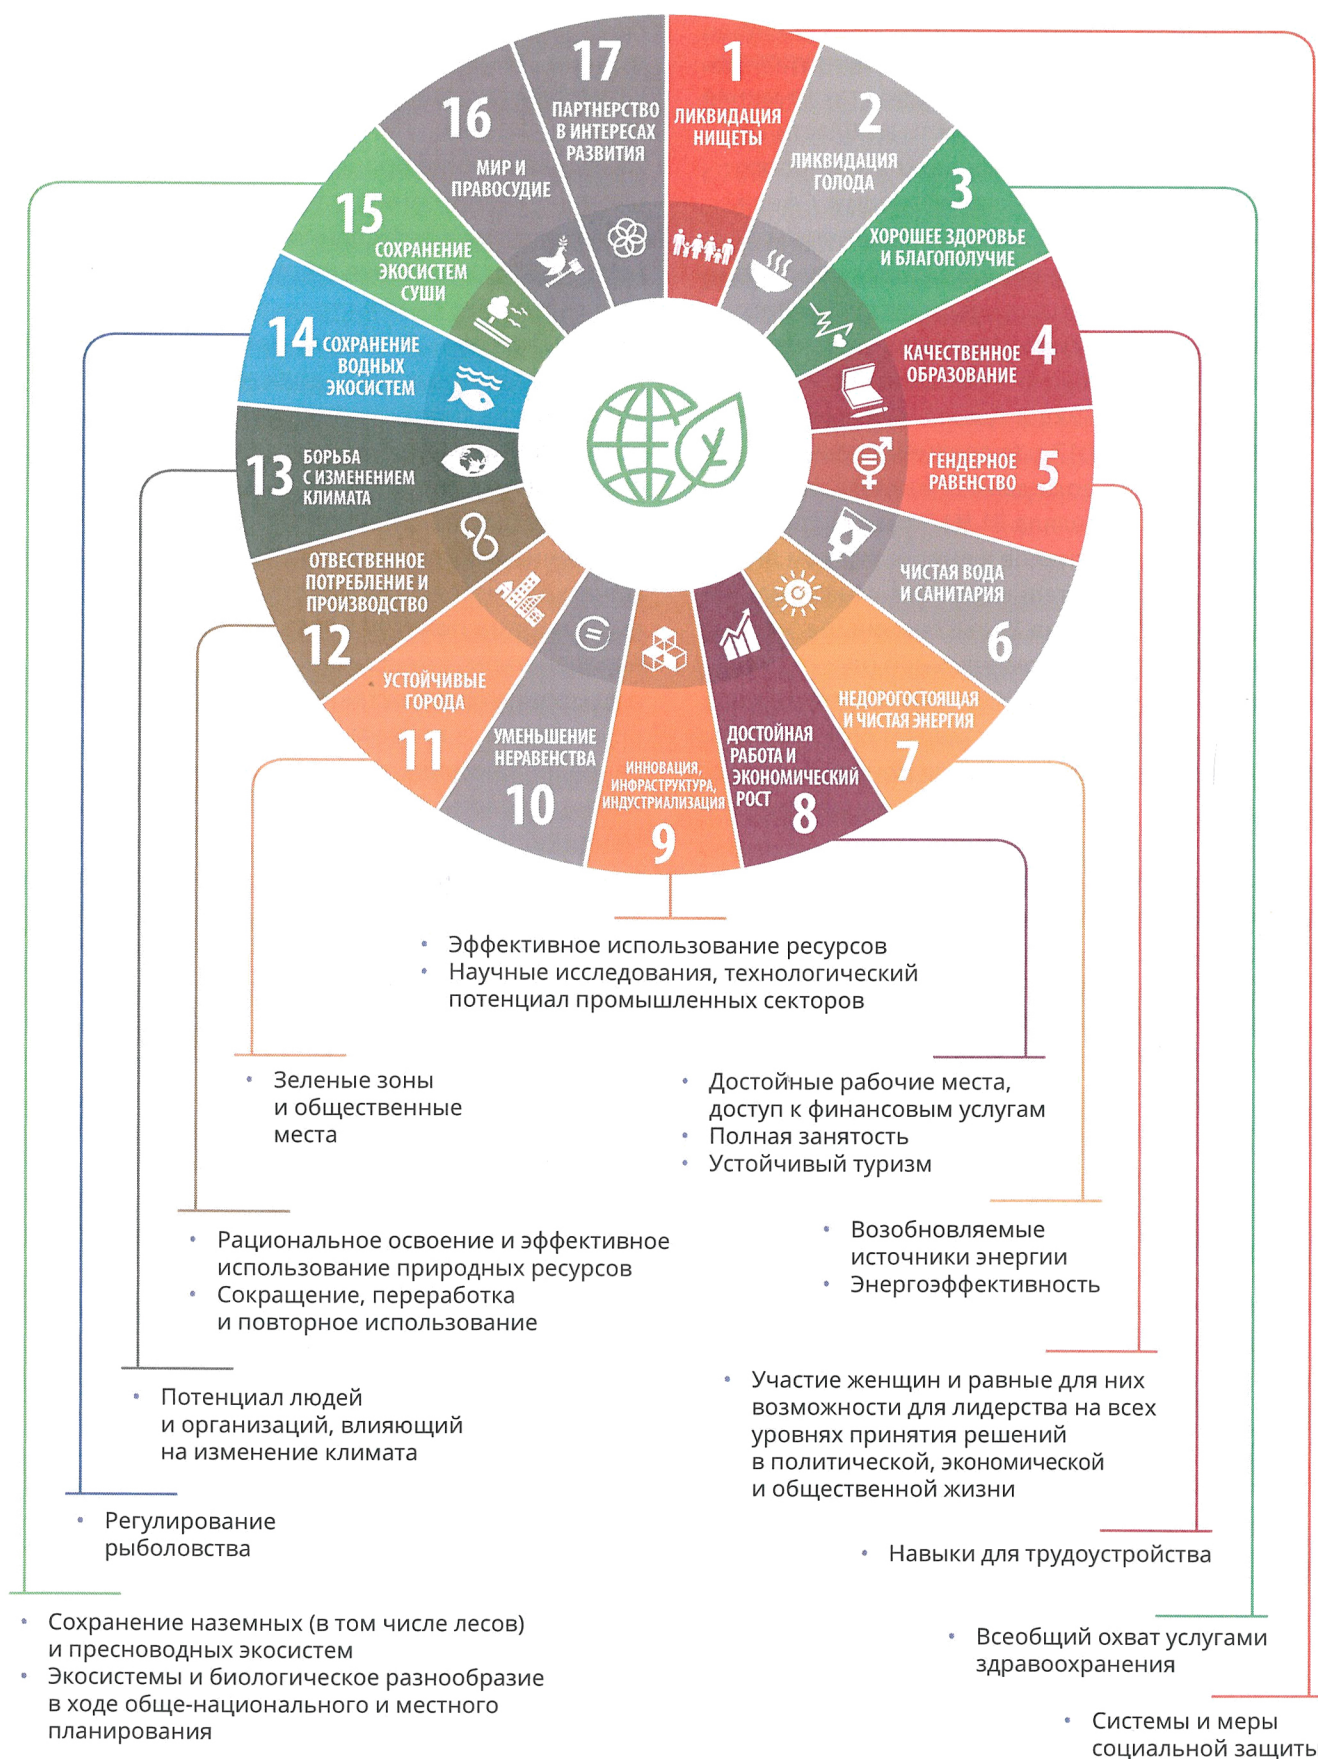 17
ПАРТНЕРСТВО
В ИНТЕРЕСАХ
РАЗВИТИЯ
1
ЛИКВИДАЦИЯ
НИЩЕТЫ
2
ЛИКВИДАЦИЯ
ГОЛОДА
3
ХОРОШЕЕ ЗДОРОВЬЕ
И БЛАГОПОЛУЧИЕ
4
КАЧЕСТВЕННОЕ
ОБРАЗОВАНИЕ
5
ГЕНДЕРНОЕ
РАВЕНСТВО
ЧИСТАЯ ВОДА
И САНИТАРИЯ
6
НЕДОРОГОСТОЯЩАЯ
И ЧИСТАЯ ЭНЕРГИЯ
7
ДОСТОЙНАЯ
РАБОТА И
ЭКОНОМИЧЕСКИЙ
РОСТ
8
ИННОВАЦИЯ,
ИНФРАСТРУКТУРА,
ИНДУСТРИАЛИЗАЦИЯ
9
УМЕНЬШЕНИЕ
НЕРАВЕНСТВА
10
УСТОЙЧИВЫЕ
ГОРОДА
11
ОТВЕСТВЕННОЕ
ПОТРЕБЛЕНИЕ И
ПРОИЗВОДСТВО
12
13
БОРЬБА
С ИЗМЕНЕНИЕМ
КЛИМАТА
14
СОХРАНЕНИЕ
ВОДНЫХ
ЭКОСИСТЕМ
15
СОХРАНЕНИЕ
ЭКОСИСТЕМ
СУШИ
16
МИР И
ПРАВОСУДИЕ
• Эффективное использование ресурсов
• Научные исследования, технологический
потенциал промышленных секторов
• Зеленые зоны
и общественные
места
• Достойные рабочие места,
доступ к финансовым услугам
• Полная занятость
• Устойчивый туризм
• Рациональное освоение и эффективное
использование природных ресурсов
• Сокращение, переработка
и повторное использование
• Возобновляемые
источники энергии
• Энергоэффективность
• Потенциал людей
и организаций, влияющий
на изменение климата
• Участие женщин и равные для них
возможности для лидерства на всех
уровнях принятия решений
в политической, экономической
и общественной жизни
• Регулирование
рыболовства
• Навыки для трудоустройства
• Сохранение наземных (в том числе лесов)
и пресноводных экосистем
• Экосистемы и биологическое разнообразие
в ходе обще-национального и местного
планирования
• Всеобщий охват услугами
здравоохранения
• Системы и меры
социальной защиты